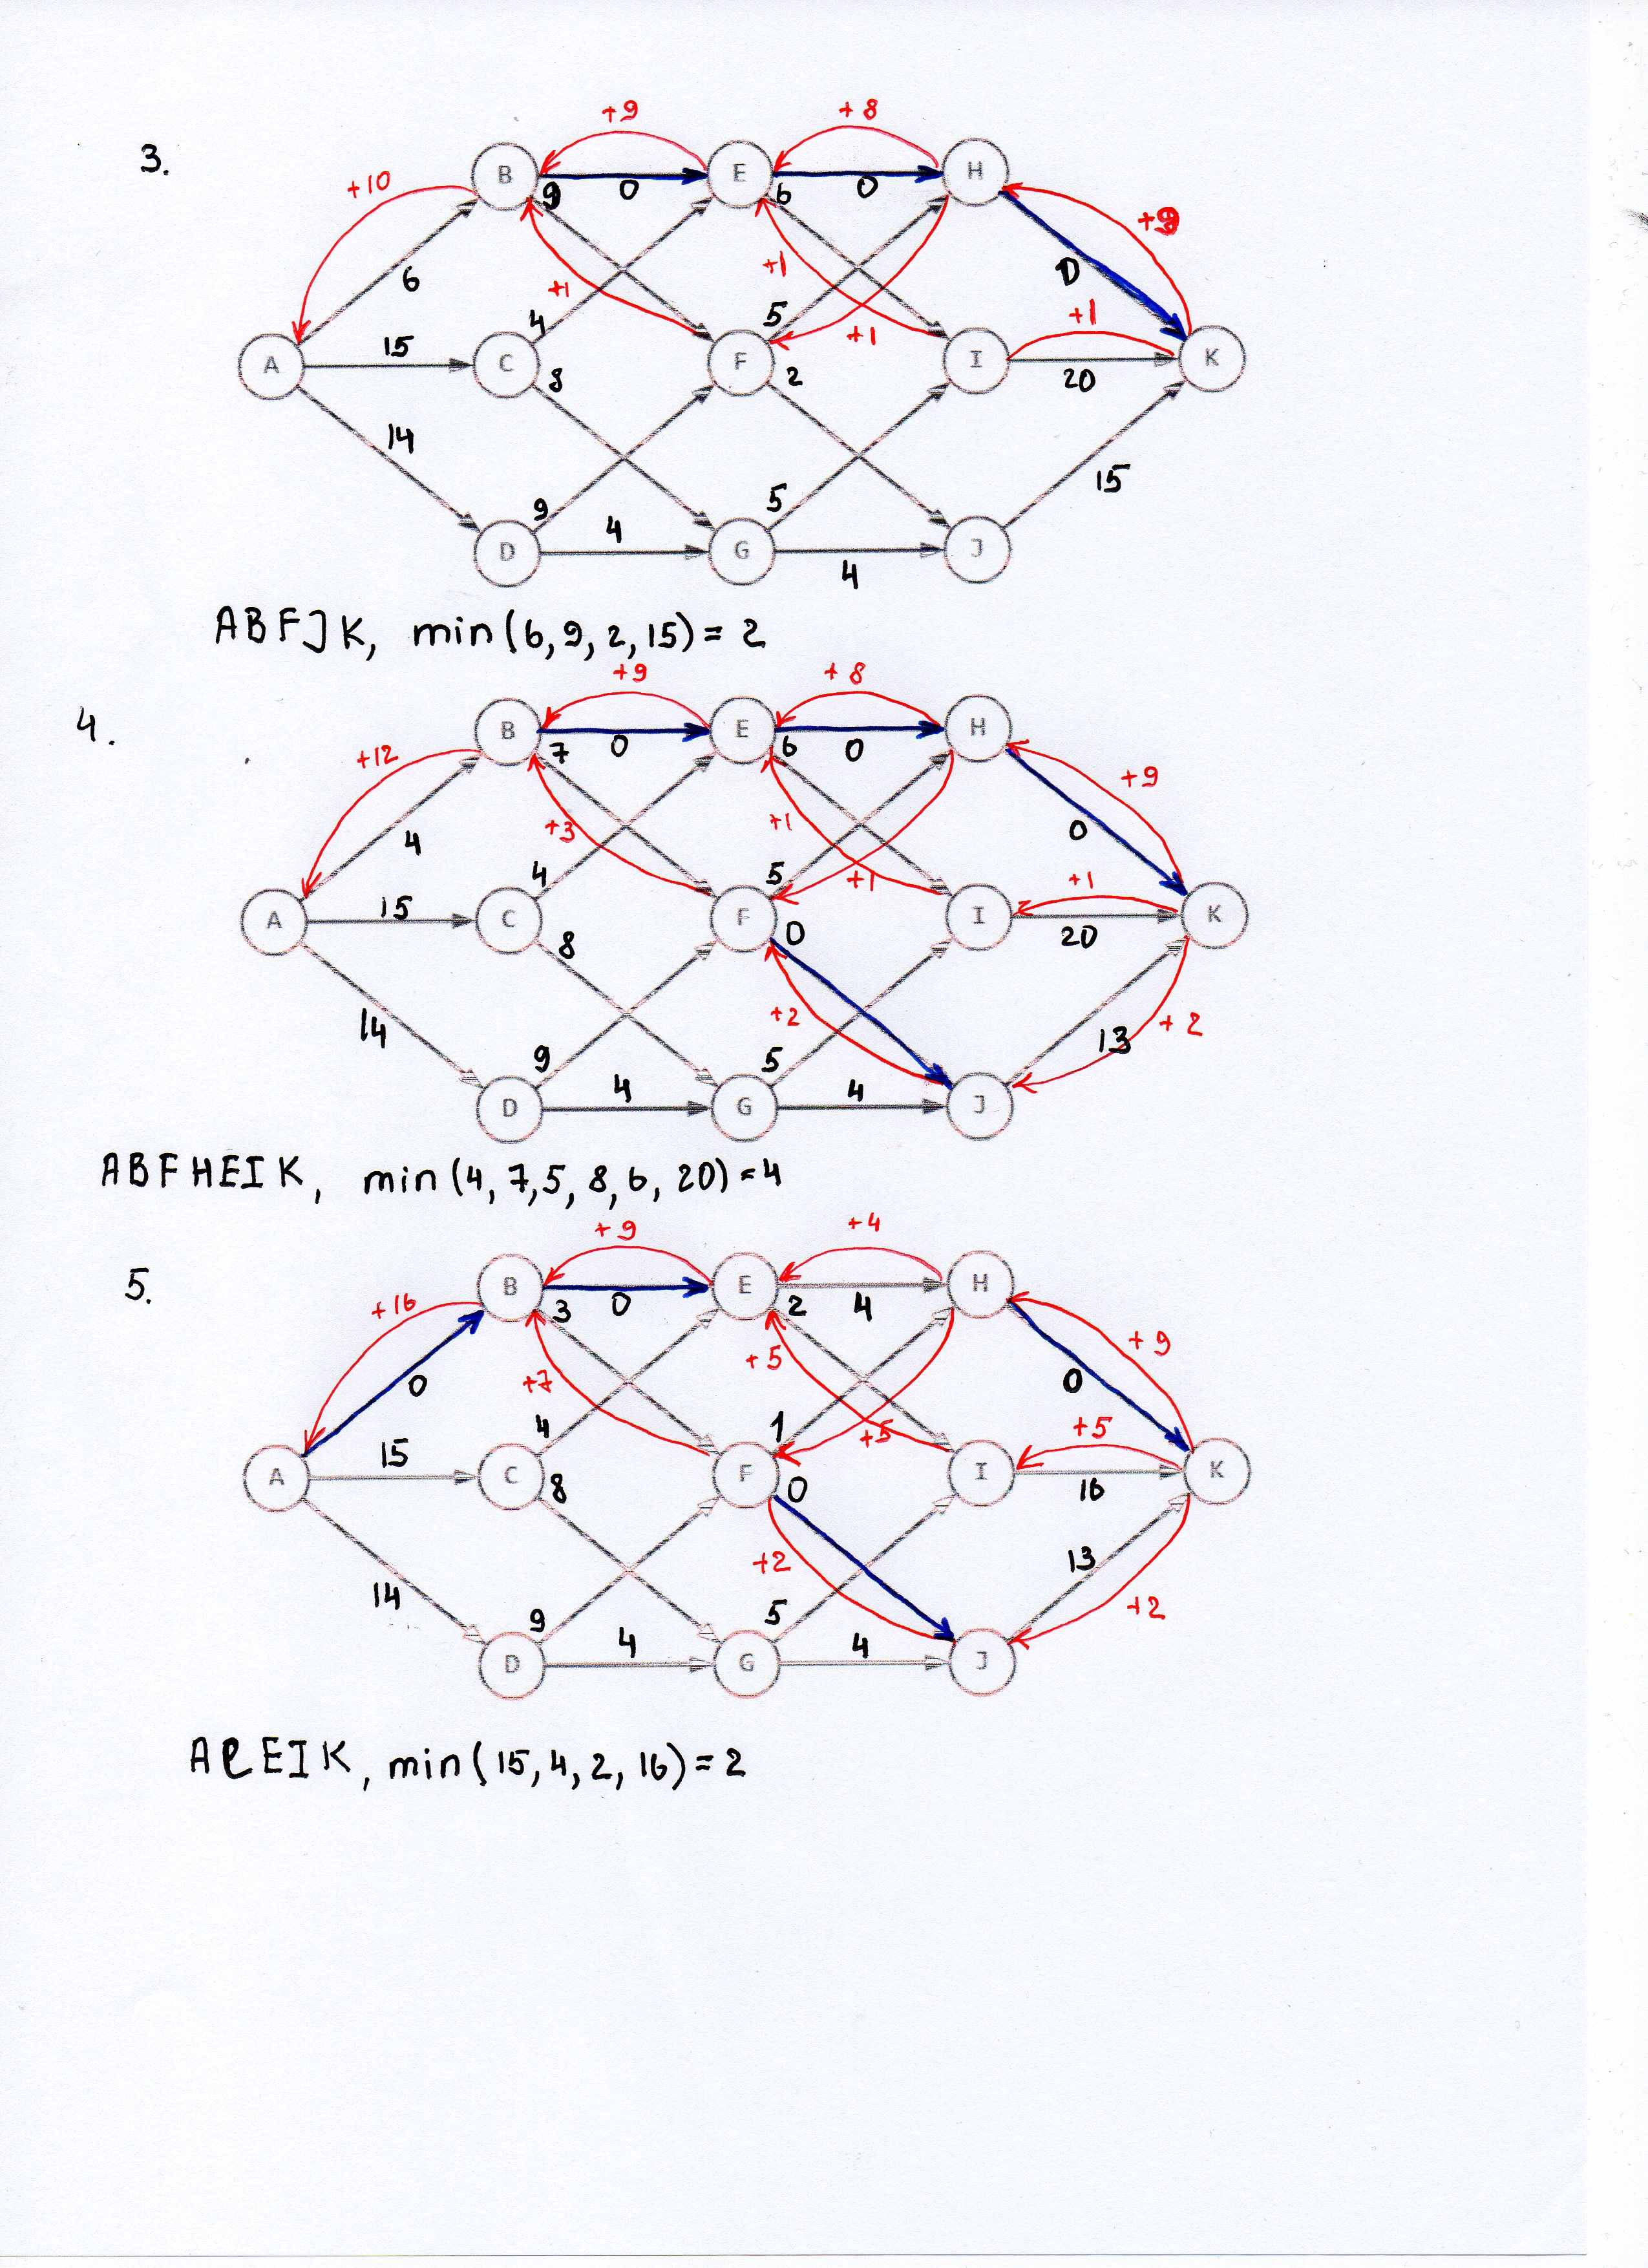 +9 +8
3. B 9 0 E 6 0 H
+10 +9
6 +1 +1 0
4 5 +1 +1
15
A C 8 F 2 I 20 K
14
9 4 5 15
D G 4 J
ABFJK, min(6,9,2,15)=2
+9 +8
4. B 7 0 E 6 0 H
+12 +9
4 +3 +1 0
4 5 +1 +1
15
A C 8 F 0 I 20 K
14 +2 13 +2
9 4 5 4
D G J
ABFHEIK, min(4,7,5,8,6,20)=4
+9 +4
5. B 3 0 E 2 4 H
+16 +9
0 +7 +5 0
4 1 +5 +5
15
A C 8 F 0 I 16 K
14 +2 13 +2
9 4 5 4
D G J
ACEIK, min(15,4,2,16)=2